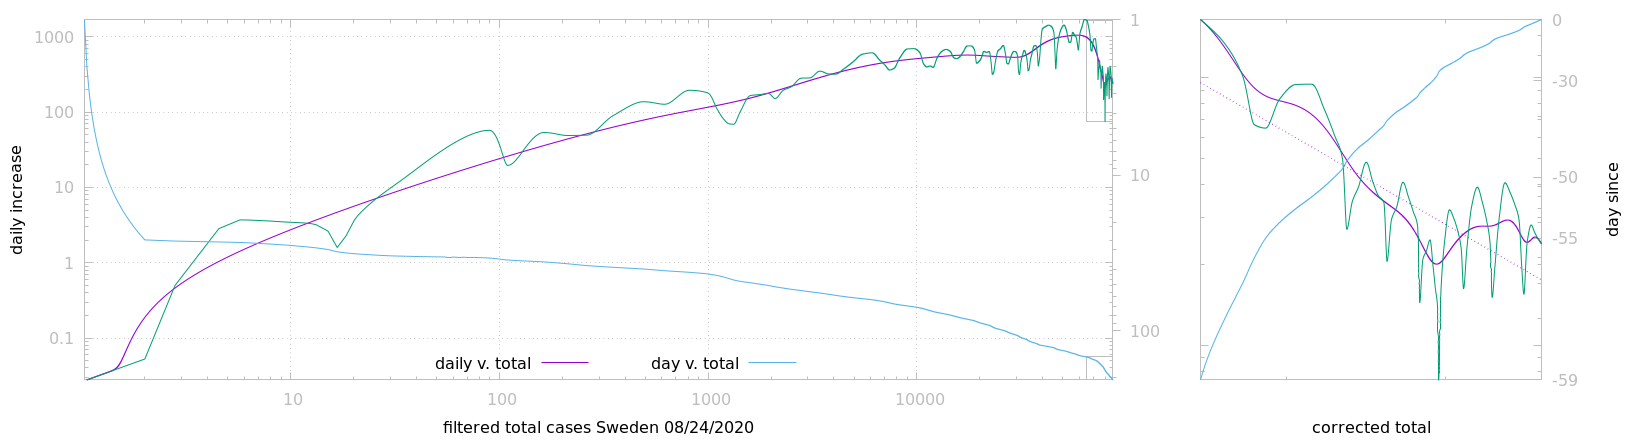 1000
100
10
1
0.1
daily increase
daily v. total
day v. total
10
100
1000
10000
filtered total cases Sweden 08/24/2020
1
10
100
0
-30
-50
-55
-59
day since
corrected total